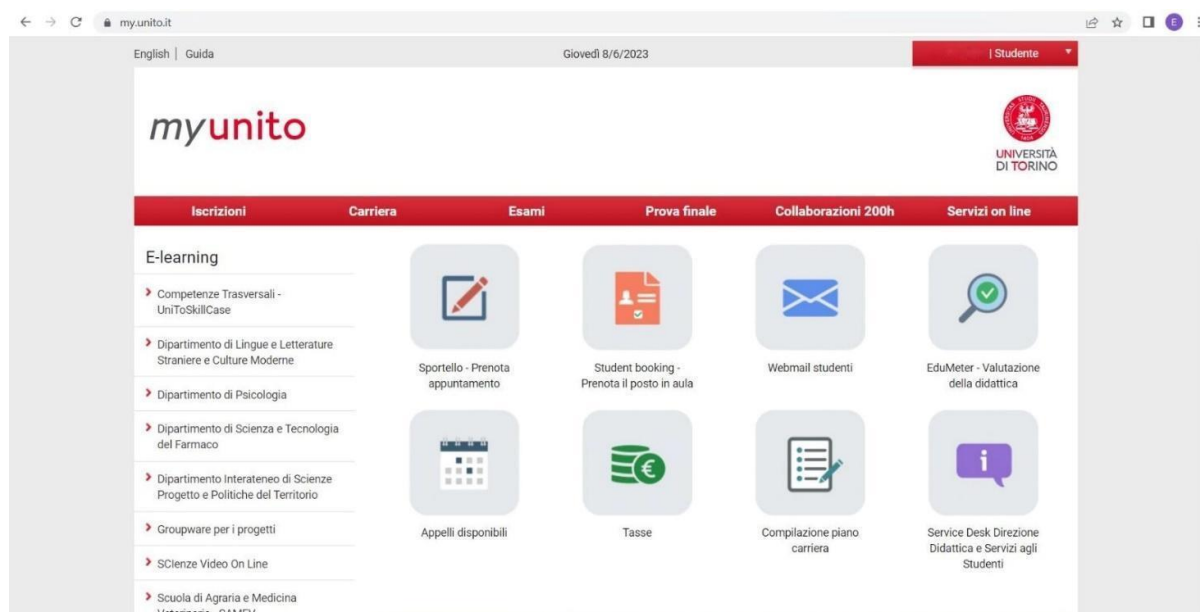 my.unito.it
E
English | Guida
Giovedì 8/6/2023
| Studente
myunito
UNIVERSITÀ
DI TORINO
Iscrizioni Carriera Esami Prova finale Collaborazioni 200h Servizi on line
E-learning
Competenze Trasversali -
UniToSkillCase
Dipartimento di Lingue e Letterature
Straniere e Culture Moderne
Dipartimento di Psicologia
Dipartimento di Scienza e Tecnologia
del Farmaco
Dipartimento Interateneo di Scienze
Progetto e Politiche del Territorio
Groupware per i progetti
SCIenze Video On Line
Scuola di Agraria e Medicina
Sportello - Prenota
appuntamento
Student booking -
Prenota il posto in aula
Webmail studenti
EduMeter - Valutazione
della didattica
Appelli disponibili
€
Tasse
Compilazione piano
carriera
i
Service Desk Direzione
Didattica e Servizi agli
Studenti